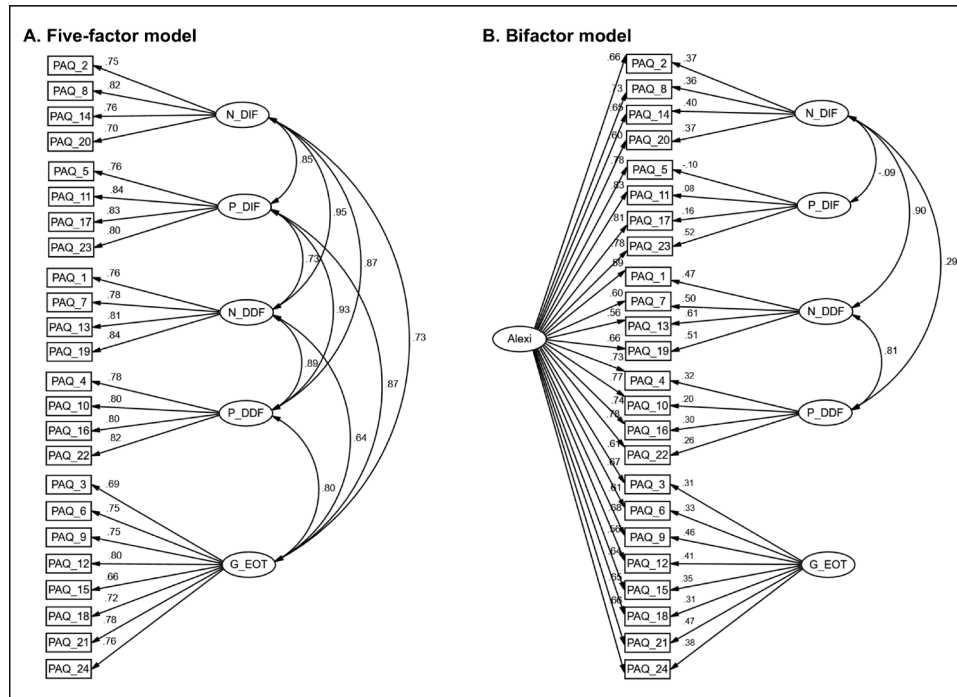 A. Five-factor model
PAQ_2 .75
PAQ_8 .82
PAQ_14 .76
PAQ_20 .70
N_DIF
PAQ_5 .76
PAQ_11 .84
PAQ_17 .83
PAQ_23 .80
P_DIF
PAQ_1 .76
PAQ_7 .78
PAQ_13 .81
PAQ_19 .84
N_DDF
PAQ_4 .78
PAQ_10 .80
PAQ_16 .80
PAQ_22 .82
P_DDF
PAQ_3 .69
PAQ_6 .75
PAQ_9 .75
PAQ_12 .80
PAQ_15 .66
PAQ_18 .72
PAQ_21 .78
PAQ_24 .76
G_EOT
.85
.95
.73
.87
.93
.73
.89
.87
.64
.80
B. Bifactor model
Alexi
.66 PAQ_2 .37
.73 PAQ_8 .36
.65 PAQ_14 .40
.60 PAQ_20 .37
N_DIF
.78 PAQ_5 -.10
.83 PAQ_11 .08
.81 PAQ_17 .16
.78 PAQ_23 .52
P_DIF
.59 PAQ_1 .47
.60 PAQ_7 .50
.56 PAQ_13 .61
.66 PAQ_19 .51
N_DDF
.73 PAQ_4 .32
.77 PAQ_10 .20
.74 PAQ_16 .30
.78 PAQ_22 .26
P_DDF
.61 PAQ_3 .31
.67 PAQ_6 .33
.61 PAQ_9 .46
.68 PAQ_12 .41
PAQ_15 .35
.64 PAQ_18 .31
.65 PAQ_21 .47
.66 PAQ_24 .38
G_EOT
-.09
.90
.29
.81